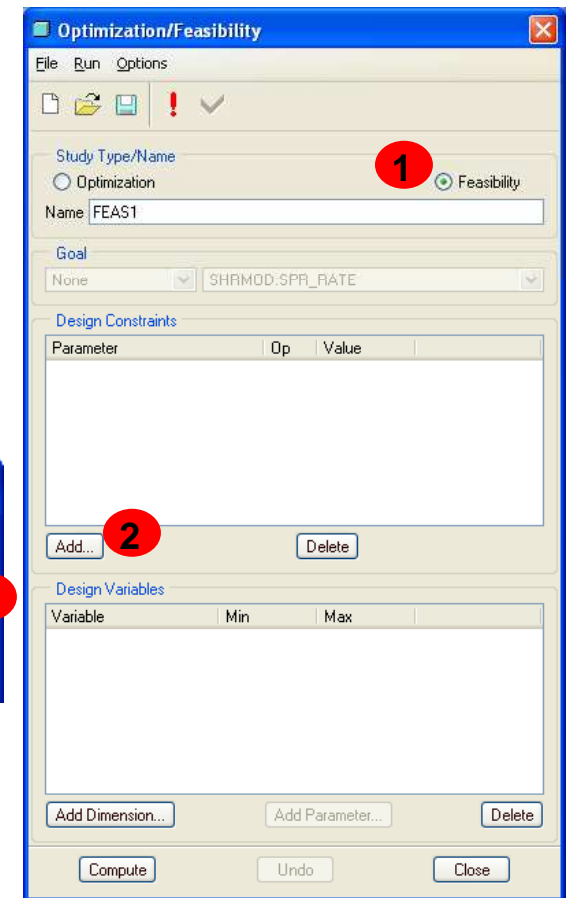 Optimization/Feasibility
File Run Options
Study Type/Name
1
Optimization Feasibility
Name FEAS1
Goal
None SHRMOD:SPR_RATE
Design Constraints
Parameter Op Value
Add... 2 Delete
Design Variables
Variable Min Max
Add Dimension... Add Parameter... Delete
Compute Undo Close